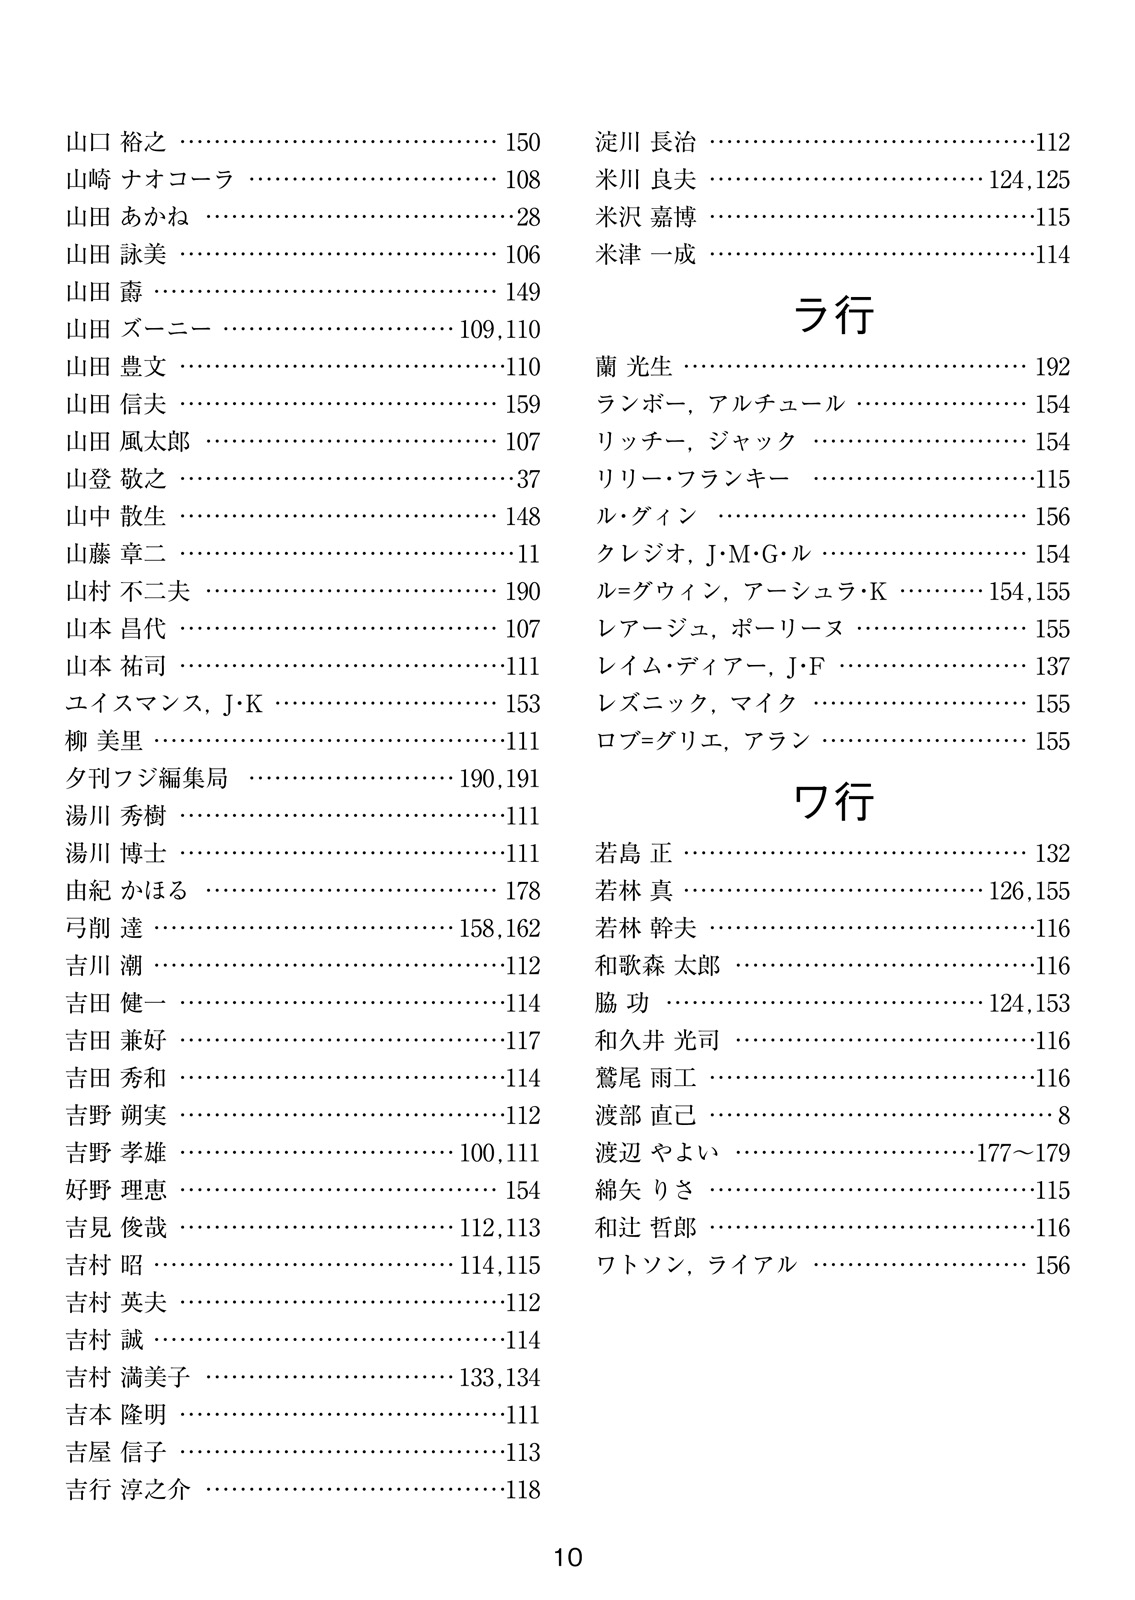 山口 裕之 ………………………………… 150
山崎 ナオコーラ ………………………… 108
山田 あかね ………………………………28
山田 詠美 ………………………………… 106
山田 𣝣 …………………………………… 149
山田 ズーニー ……………………… 109,110
山田 豊文 …………………………………110
山田 信夫 ………………………………… 159
山田 風太郎 ……………………………… 107
山登 敬之 …………………………………37
山中 散生 ………………………………… 148
山藤 章二 …………………………………11
山村 不二夫 ……………………………… 190
山本 昌代 ………………………………… 107
山本 祐司 …………………………………111
ユイスマンス, J・K ……………………… 153
柳 美里 ……………………………………111
夕刊フジ編集局 …………………… 190,191
湯川 秀樹 …………………………………111
湯川 博士 …………………………………111
由紀 かほる ……………………………… 178
弓削 達 ……………………………… 158,162
吉川 潮 ……………………………………112
吉田 健一 …………………………………114
吉田 兼好 …………………………………117
吉田 秀和 …………………………………114
吉野 朔実 …………………………………112
吉野 孝雄 …………………………… 100,111
好野 理恵 ………………………………… 154
吉見 俊哉 …………………………… 112,113
吉村 昭 ……………………………… 114,115
吉村 英夫 …………………………………112
吉村 誠 ……………………………………114
吉村 満美子 ………………………… 133,134
吉本 隆明 …………………………………111
吉屋 信子 …………………………………113
吉行 淳之介 ………………………………118
淀川 長治 …………………………………112
米川 良夫 …………………………… 124,125
米沢 嘉博 …………………………………115
米津 一成 …………………………………114
ラ行
蘭 光生 …………………………………… 192
ランボー, アルチュール ………………… 154
リッチー, ジャック ……………………… 154
リリー・フランキー ………………………115
ル・グィン ………………………………… 156
クレジオ, J・M・G・ル …………………… 154
ル=グウィン, アーシュラ・K ………… 154,155
レアージュ, ポーリーヌ ………………… 155
レイム・ディアー, J・F …………………… 137
レズニック, マイク ……………………… 155
ロブ=グリエ, アラン ……………………… 155
ワ行
若島 正 …………………………………… 132
若林 真 ……………………………… 126,155
若林 幹夫 …………………………………116
和歌森 太郎 ………………………………116
脇 功 ………………………………… 124,153
和久井 光司 ………………………………116
鷲尾 雨工 …………………………………116
渡部 直己 ………………………………… 8
渡辺 やよい ………………………177〜179
綿矢 りさ …………………………………115
和辻 哲郎 …………………………………116
ワトソン, ライアル ……………………… 156
10